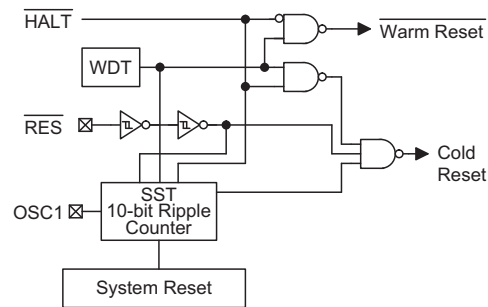 HALT
Warm Reset
WDT
RES
Cold
Reset
SST
10-bit Ripple
Counter
OSC1
System Reset